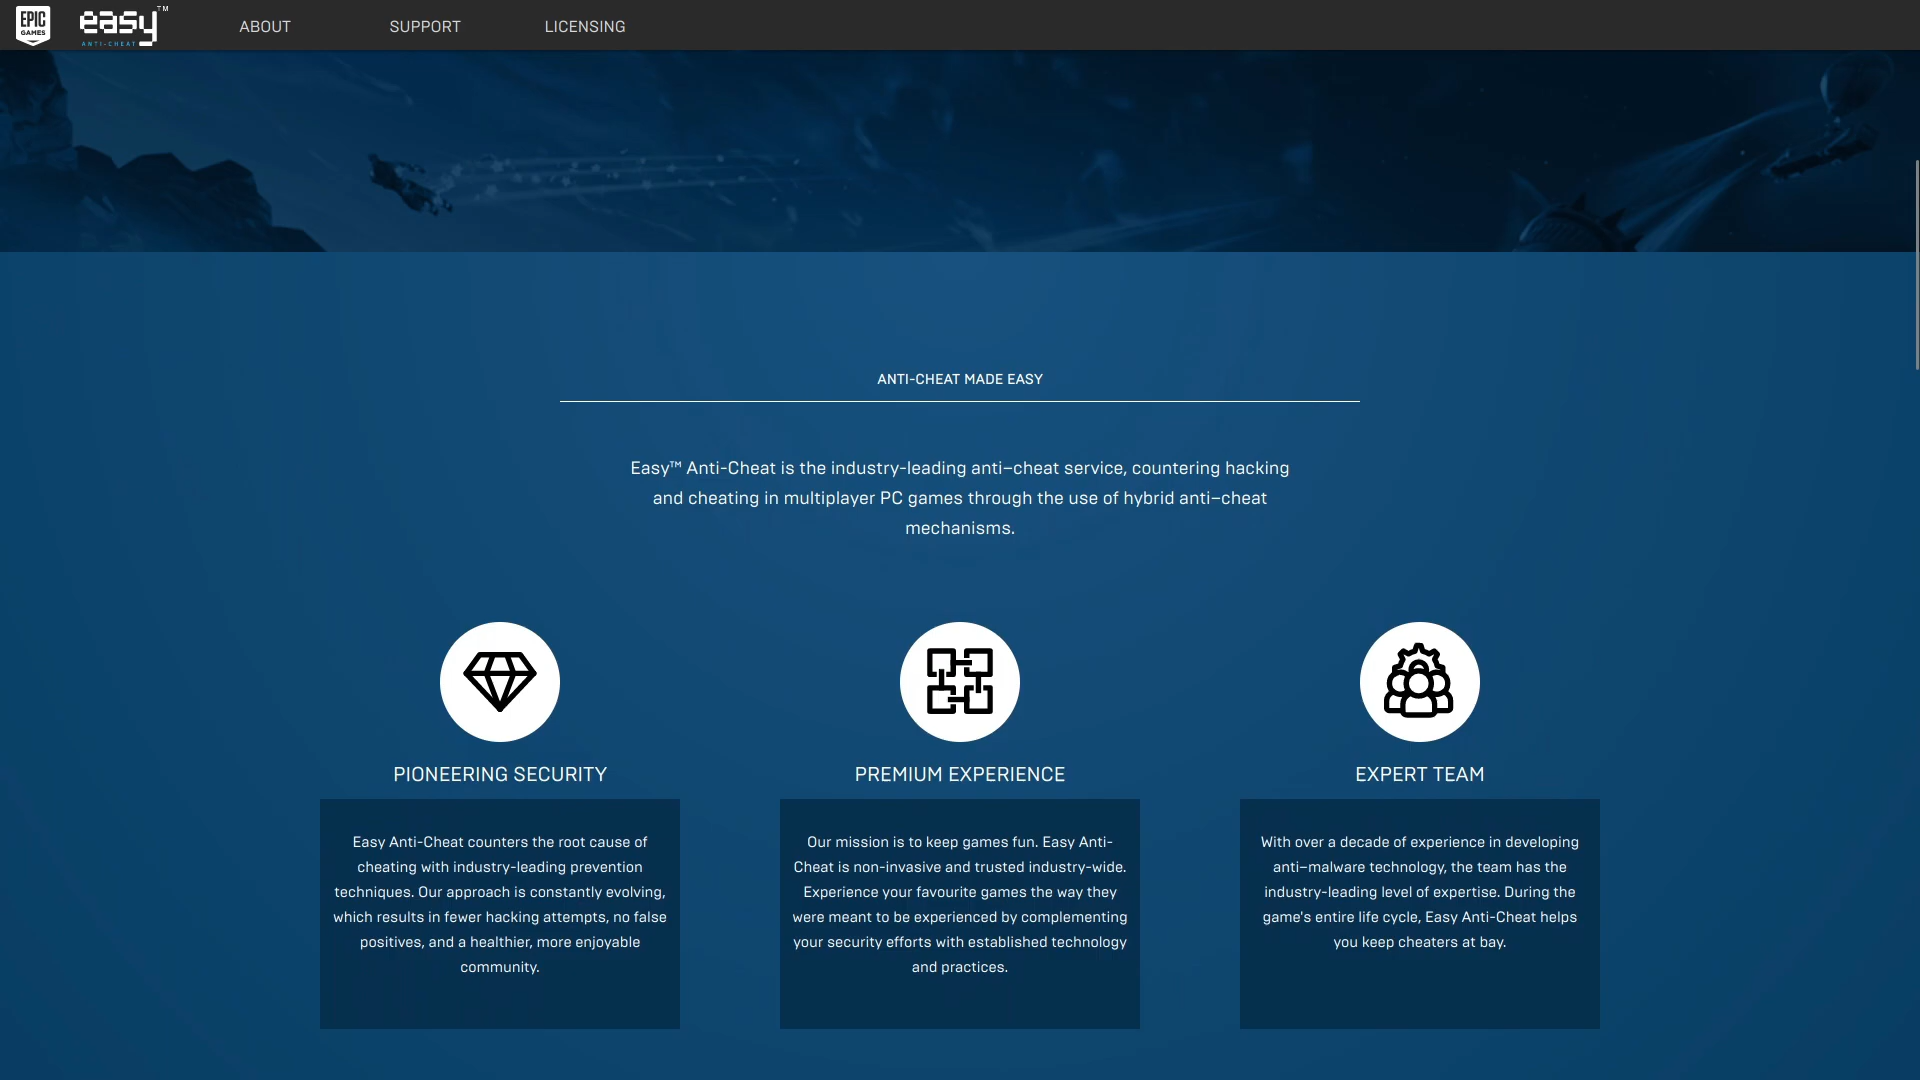 EPIC GAMES
easy™
ANTI-CHEAT
ABOUT
SUPPORT
LICENSING
ANTI-CHEAT MADE EASY
Easy™ Anti-Cheat is the industry-leading anti–cheat service, countering hacking
and cheating in multiplayer PC games through the use of hybrid anti–cheat
mechanisms.
PIONEERING SECURITY
Easy Anti-Cheat counters the root cause of
cheating with industry-leading prevention
techniques. Our approach is constantly evolving,
which results in fewer hacking attempts, no false
positives, and a healthier, more enjoyable
community.
PREMIUM EXPERIENCE
Our mission is to keep games fun. Easy Anti-
Cheat is non-invasive and trusted industry-wide.
Experience your favourite games the way they
were meant to be experienced by complementing
your security efforts with established technology
and practices.
EXPERT TEAM
With over a decade of experience in developing
anti–malware technology, the team has the
industry-leading level of expertise. During the
game's entire life cycle, Easy Anti-Cheat helps
you keep cheaters at bay.